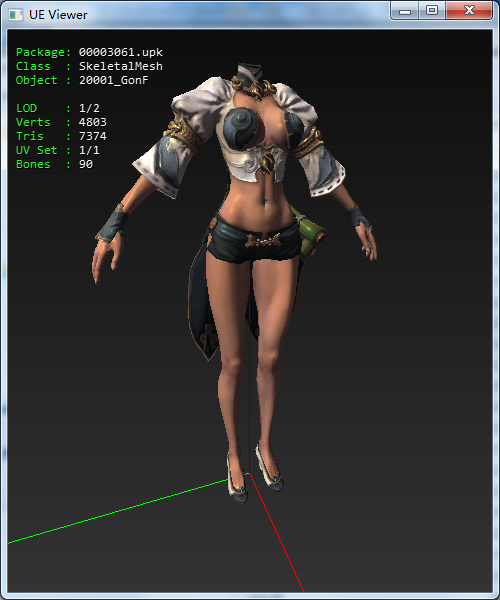 UE Viewer
Package: 00003061.upk
Class  : SkeletalMesh
Object : 20001_GonF
LOD    : 1/2
Verts  : 4803
Tris   : 7374
UV Set : 1/1
Bones  : 90